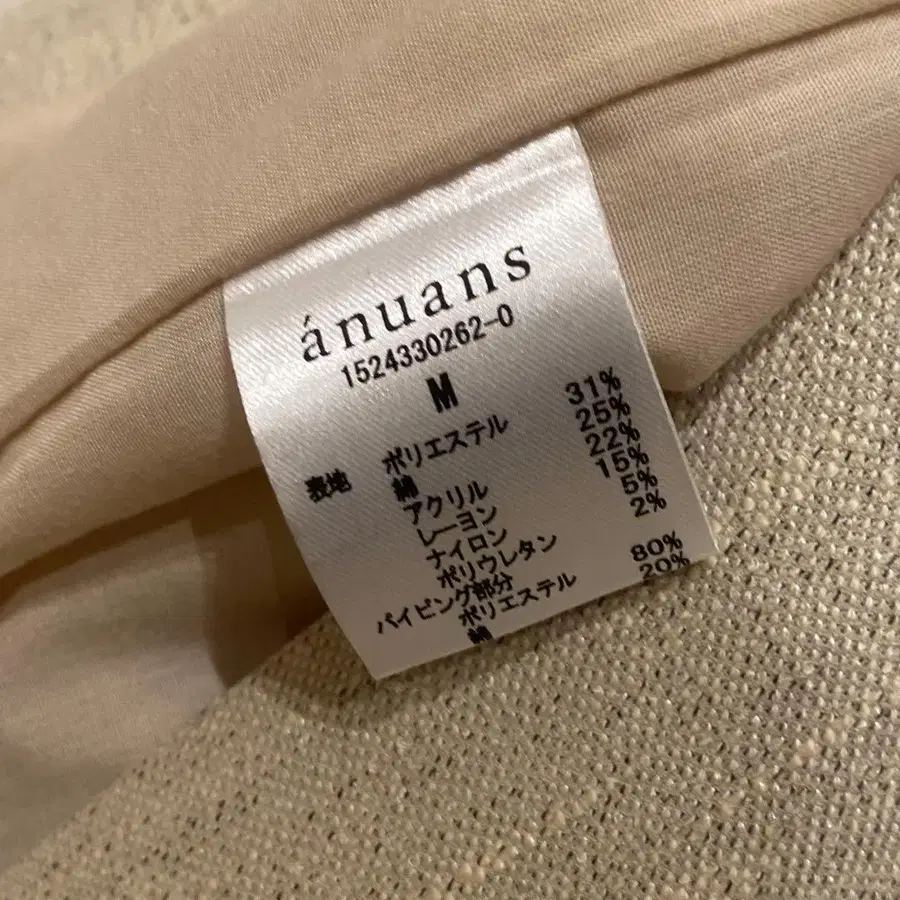 ánuans
1524330262-0
M
表地 ポリエステル 31%
綿 25%
アクリル 22%
レーヨン 15%
ナイロン 5%
ポリウレタン 2%
パイピング部分
ポリエステル 80%
綿 20%